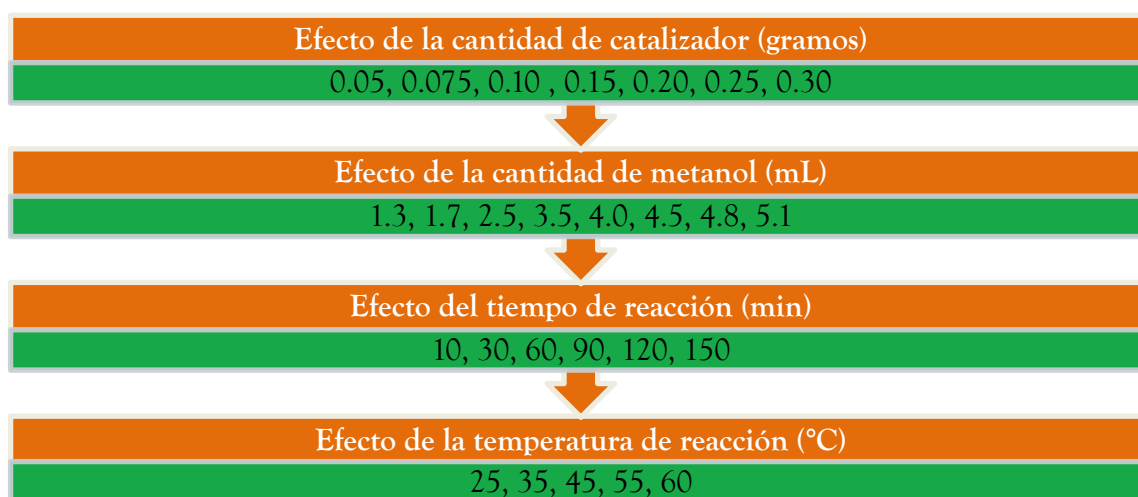 Efecto de la cantidad de catalizador (gramos)
0.05, 0.075, 0.10 , 0.15, 0.20, 0.25, 0.30
Efecto de la cantidad de metanol (mL)
1.3, 1.7, 2.5, 3.5, 4.0, 4.5, 4.8, 5.1
Efecto del tiempo de reacción (min)
10, 30, 60, 90, 120, 150
Efecto de la temperatura de reacción (°C)
25, 35, 45, 55, 60